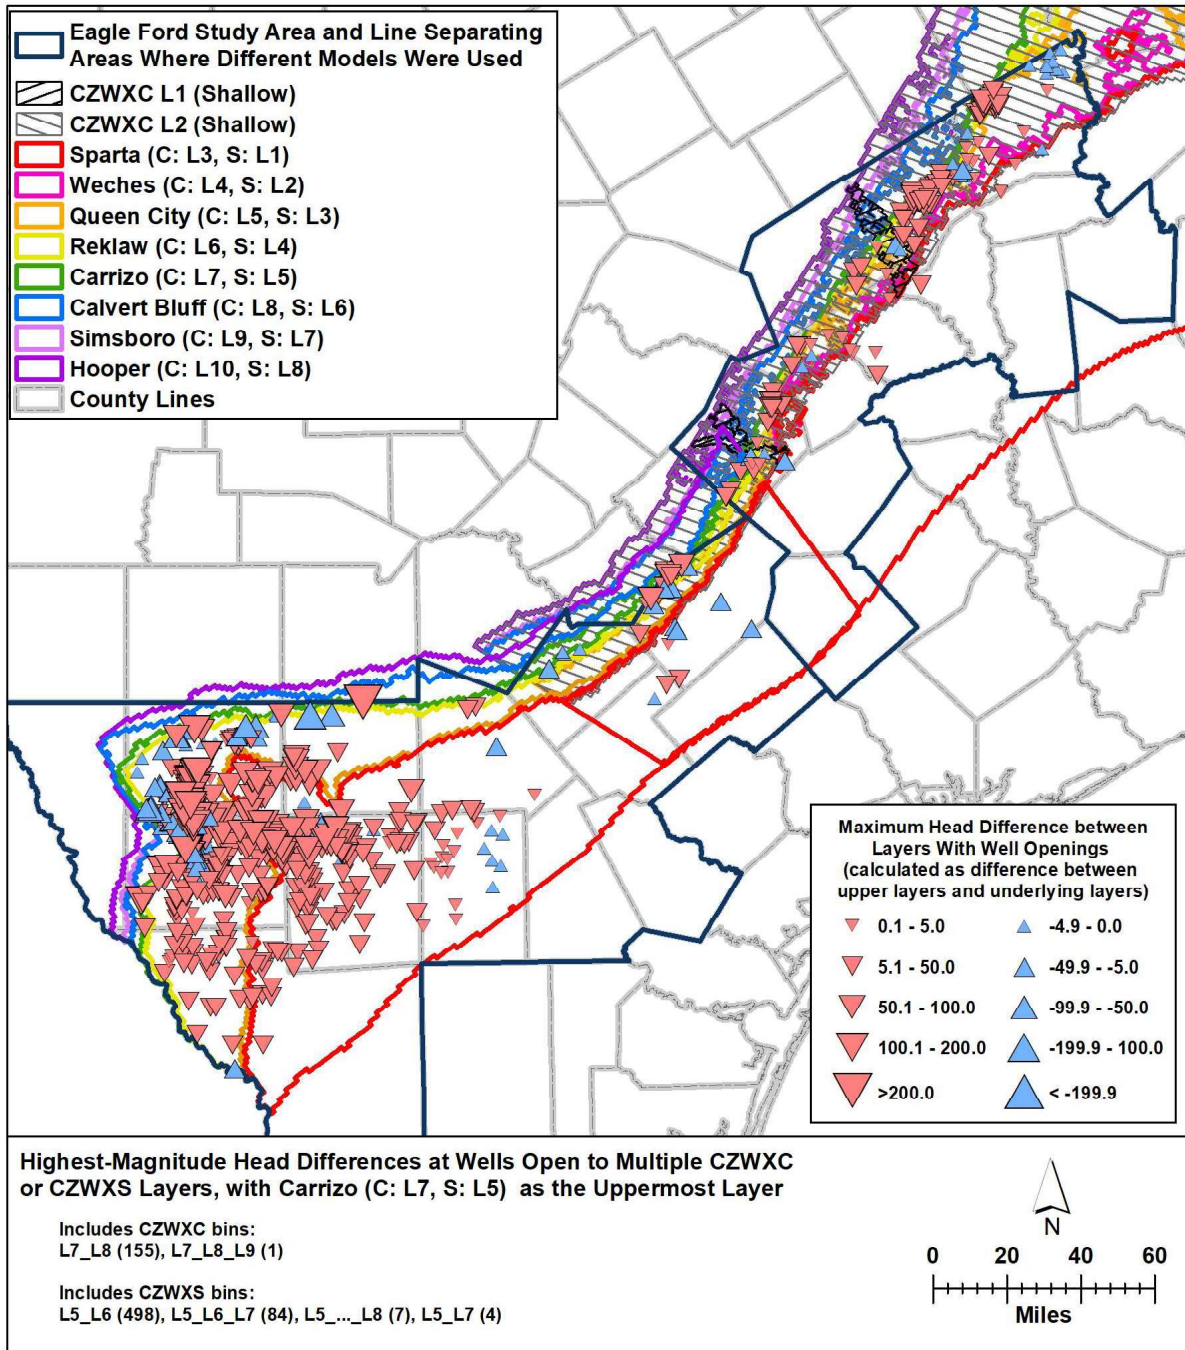 Eagle Ford Study Area and Line Separating
Areas Where Different Models Were Used
CZWXC L1 (Shallow)
CZWXC L2 (Shallow)
Sparta (C: L3, S: L1)
Weches (C: L4, S: L2)
Queen City (C: L5, S: L3)
Reklaw (C: L6, S: L4)
Carrizo (C: L7, S: L5)
Calvert Bluff (C: L8, S: L6)
Simsboro (C: L9, S: L7)
Hooper (C: L10, S: L8)
County Lines
Maximum Head Difference between
Layers With Well Openings
(calculated as difference between
upper layers and underlying layers)
0.1 - 5.0 -4.9 - 0.0
5.1 - 50.0 -49.9 - -5.0
50.1 - 100.0 -99.9 - -50.0
100.1 - 200.0 -199.9 - 100.0
>200.0 < -199.9
Highest-Magnitude Head Differences at Wells Open to Multiple CZWXC
or CZWXS Layers, with Carrizo (C: L7, S: L5) as the Uppermost Layer
Includes CZWXC bins:
L7_L8 (155), L7_L8_L9 (1)
Includes CZWXS bins:
L5_L6 (498), L5_L6_L7 (84), L5_..._L8 (7), L5_L7 (4)
N
0 20 40 60
Miles